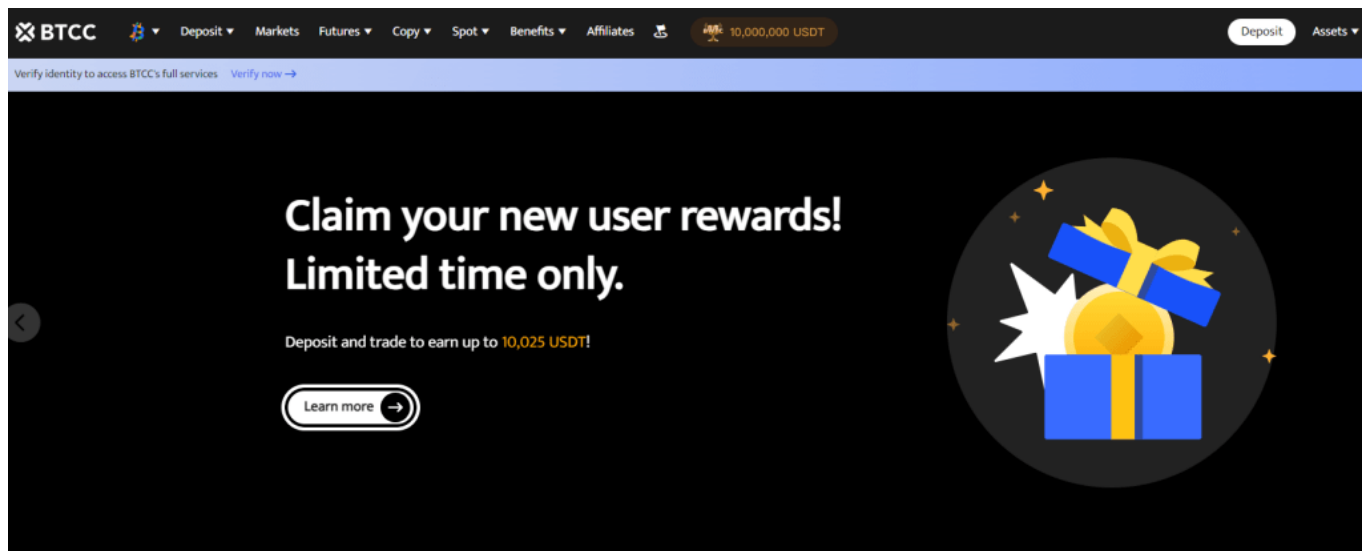 BTCC
Deposit ▼ Markets Futures ▼ Copy ▼ Spot ▼ Benefits ▼ Affiliates 10,000,000 USDT Deposit Assets ▼
Verify identity to access BTCC's full services Verify now →
Claim your new user rewards!
Limited time only.
Deposit and trade to earn up to 10,025 USDT!
Learn more →